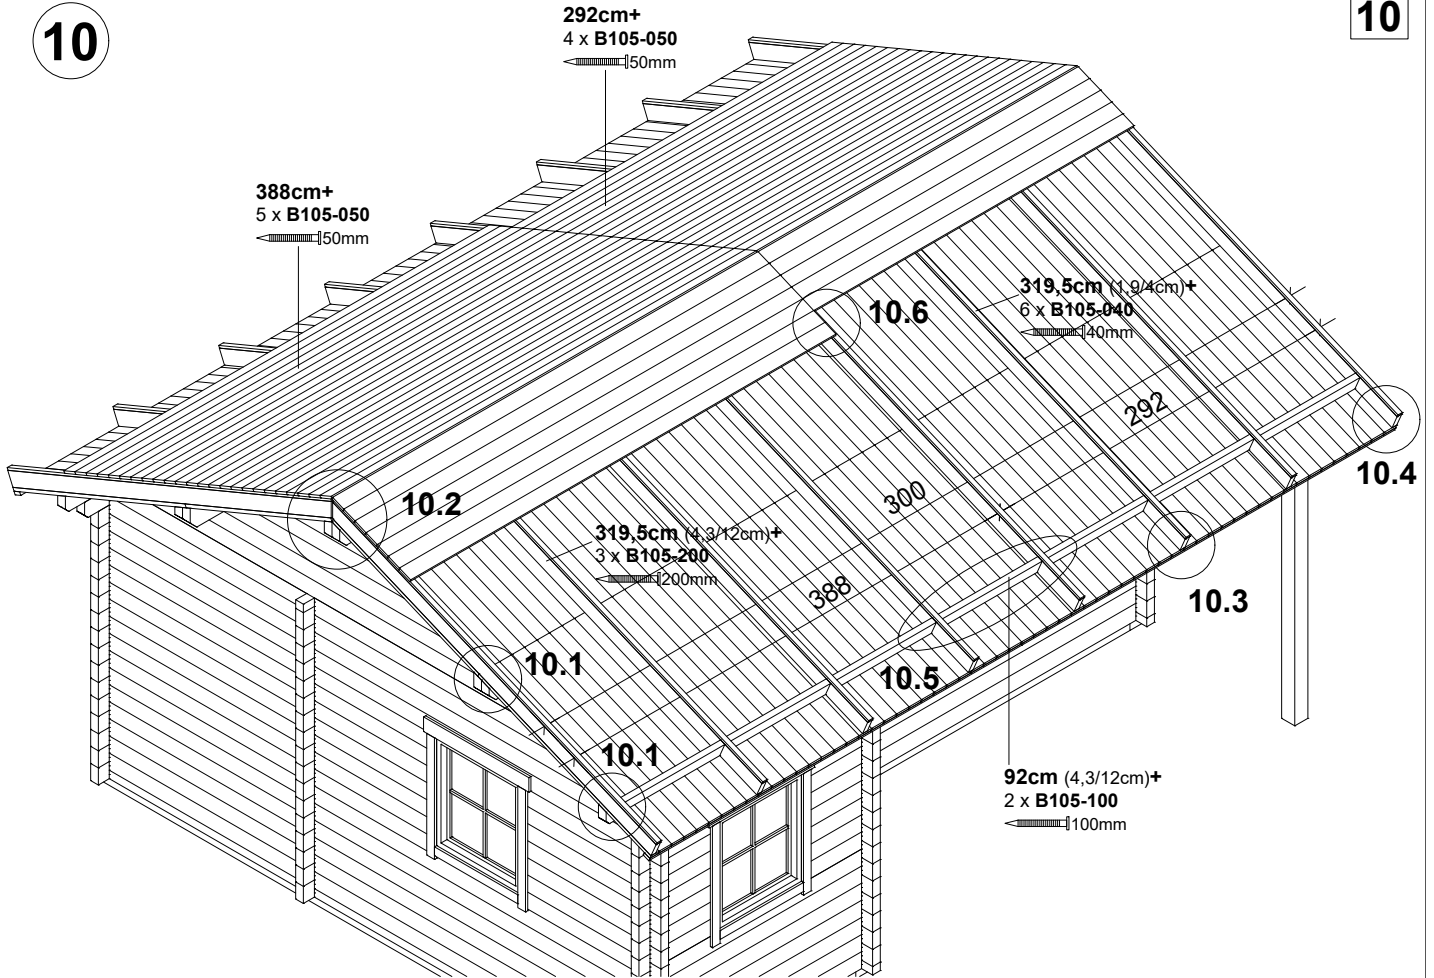 10
292cm+
4 x B105-050
50mm
10
388cm+
5 x B105-050
50mm
10.6
319,5cm (1,9/4cm)+
6 x B105-040
40mm
292
10.4
10.2
300
319,5cm (4,3/12cm)+
3 x B105-200
200mm
388
10.3
10.1
10.5
10.1
92cm (4,3/12cm)+
2 x B105-100
100mm